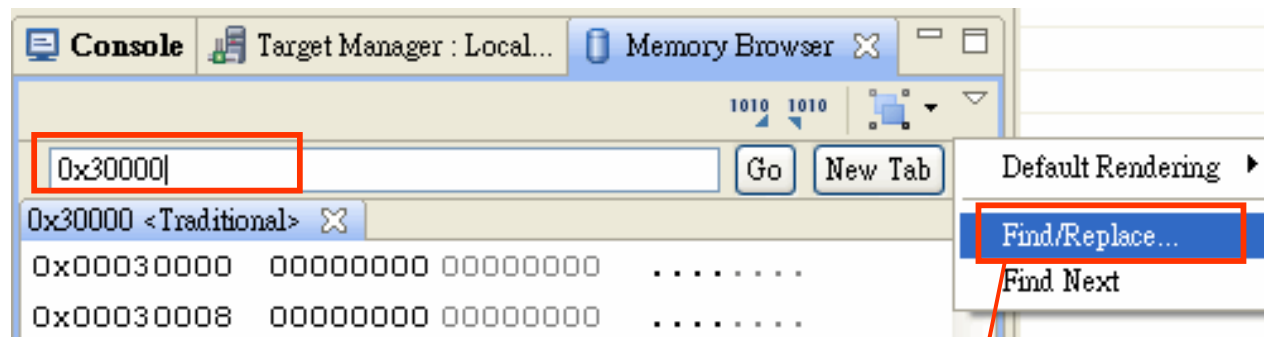 Console Target Manager : Local... Memory Browser
1010 1010
0x30000 Go New Tab
Default Rendering
0x30000 <Traditional>
Find/Replace...
0x00030000 00000000 00000000 ........
Find Next
0x00030008 00000000 00000000 ........